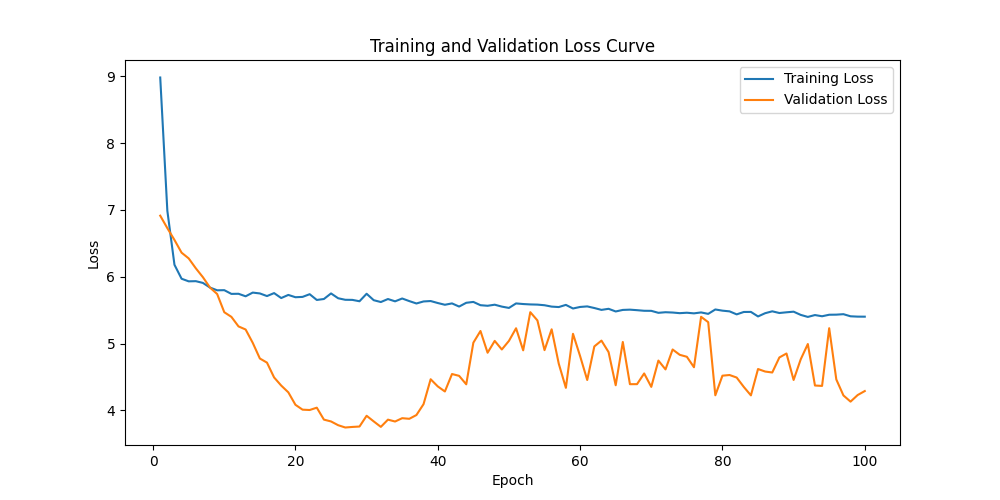 Training and Validation Loss Curve
Training Loss
Validation Loss
9
8
7
6
5
4
Loss
0 20 40 60 80 100
Epoch